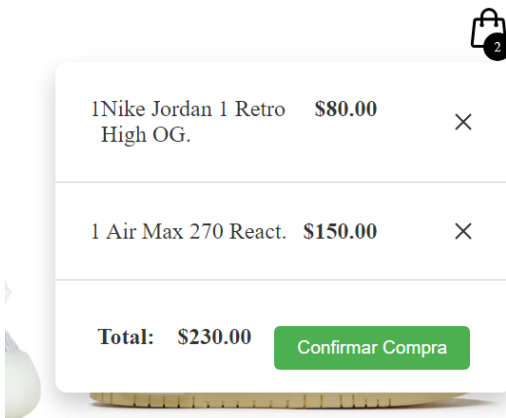 2
1Nike Jordan 1 Retro $80.00
High OG.
1 Air Max 270 React. $150.00
Total: $230.00 Confirmar Compra